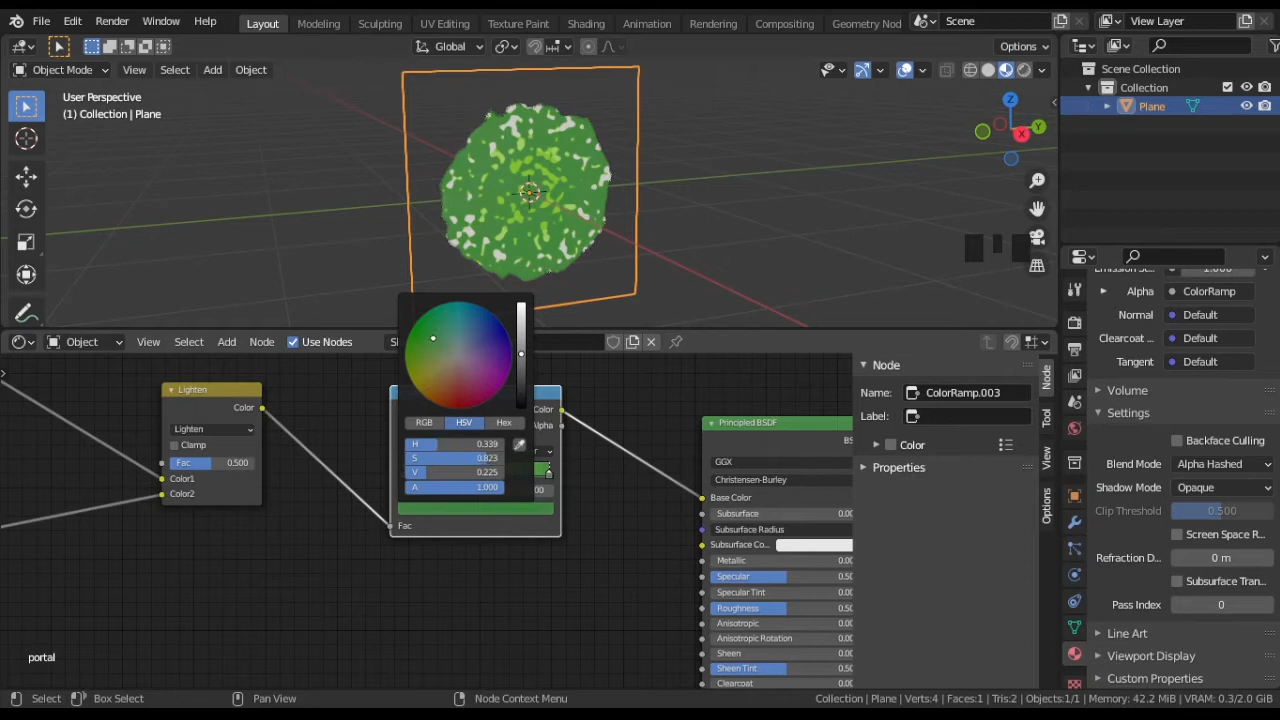 File Edit Render Window Help Layout Modeling Sculpting UV Editing Texture Paint Shading Animation Rendering Compositing Geometry Nod Scene View Layer
Global Options
Object Mode View Select Add Object
User Perspective
(1) Collection | Plane
Z
Y
X
Scene Collection
Collection
Plane
Emission S...
1.000
Alpha ColorRamp
Normal Default
Clearcoat ... Default
Tangent Default
Volume
Settings
Backface Culling
Blend Mode Alpha Hashed
Shadow Mode Opaque
Clip Threshold 0.500
Screen Space R...
Refraction D... 0 m
Subsurface Tran...
Pass Index 0
Line Art
Viewport Display
Custom Properties
Object View Select Add Node Use Nodes
Lighten
Color
Lighten
Clamp
Fac 0.500
Color1
Color2
RGB HSV Hex
H 0.339
S 0.823
V 0.225
A 1.000
Color
Alpha
Fac
Principled BSDF
GGX
Christensen-Burley
Base Color
Subsurface
Subsurface Radius
Subsurface Co...
Metallic
Specular
Specular Tint
Roughness
Anisotropic
Anisotropic Rotation
Sheen
Sheen Tint
Clearcoat
Node
Name: ColorRamp.003
Label:
Color
Properties
Node
Tool
View
Options
portal
Select Box Select Pan View Node Context Menu Collection | Plane | Verts:4 | Faces:1 | Tris:2 | Objects:1/1 | Memory: 42.2 MiB | VRAM: 0.3/2.0 GiB